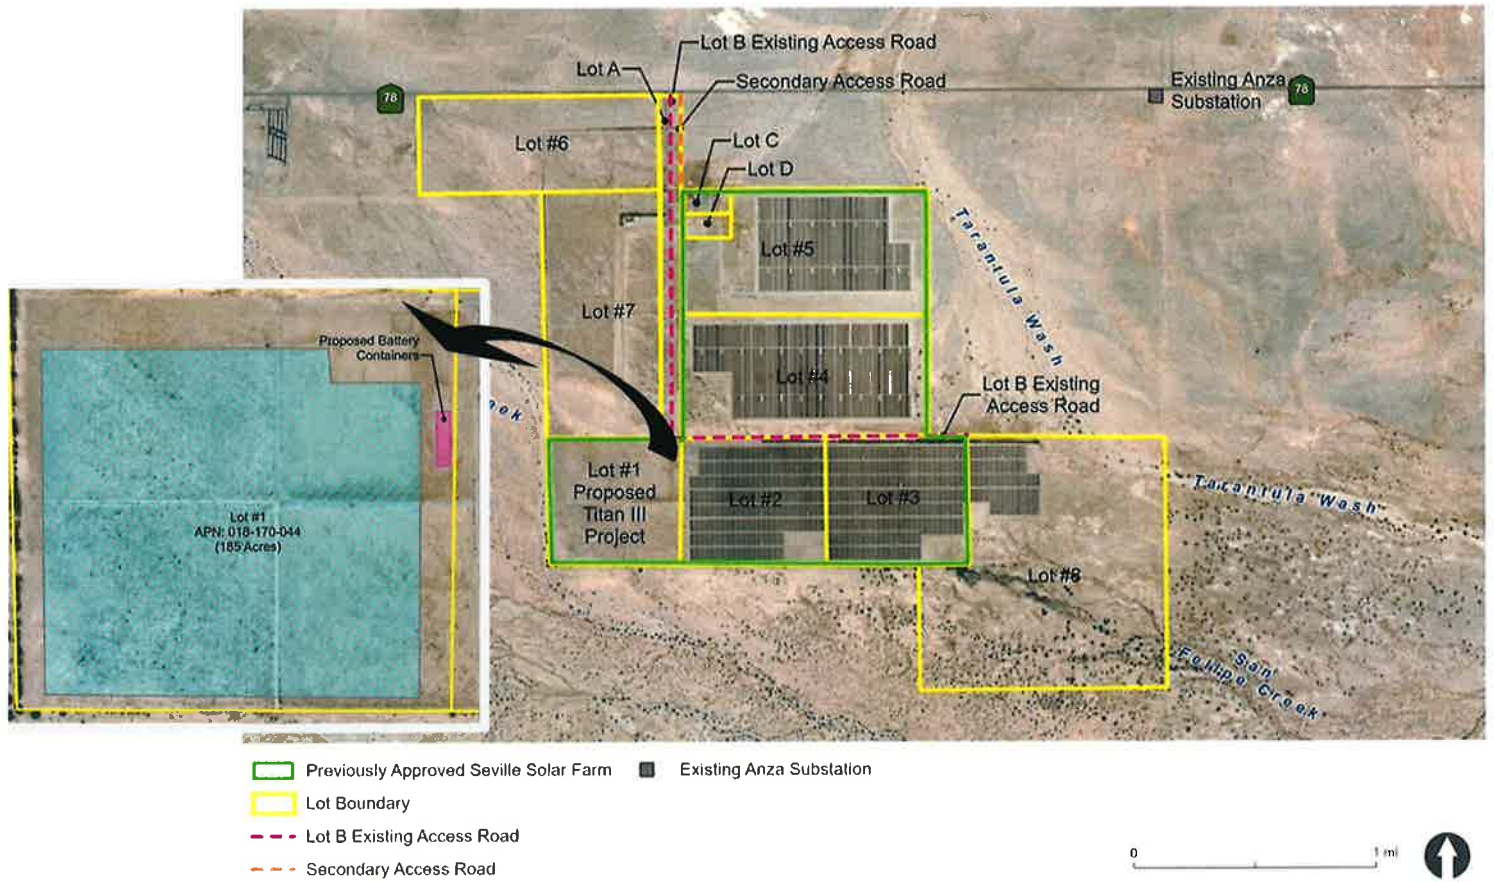 Lot B Existing Access Road
Lot A
Secondary Access Road
Existing Anza
Substation
78
78
Lot #6
Lot C
Lot D
Lot #5
Tarantula Wash
Lot #7
Proposed Battery
Containers
Lot #4
Lot B Existing
Access Road
Lot #1
Proposed
Titan III
Project
Lot #2
Lot #3
Tarantula Wash
Lot #1
APN: 018-170-044
(185 Acres)
Lot #8
San
Felipe Creek
Previously Approved Seville Solar Farm
Existing Anza Substation
Lot Boundary
Lot B Existing Access Road
Secondary Access Road
0
1 mi